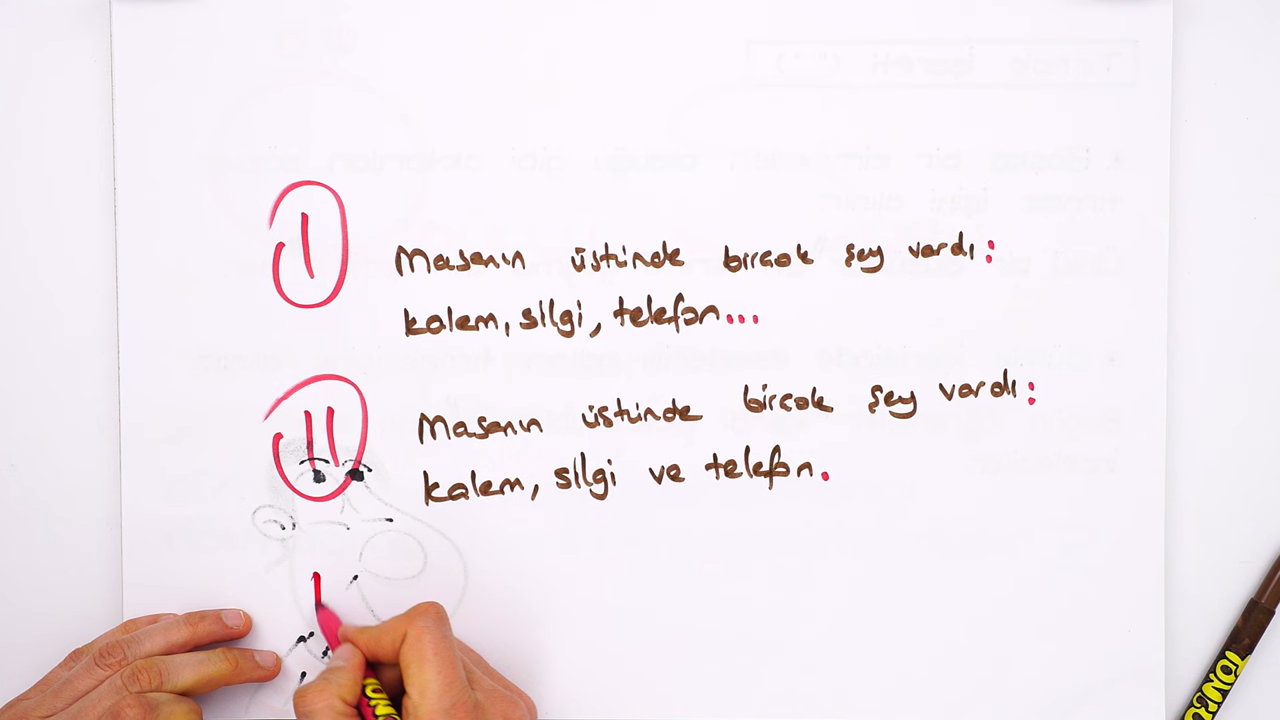 I
Masanın üstünde birçok şey vardı:
kalem, silgi, telefon...
II
Masanın üstünde birçok şey vardı:
kalem, silgi ve telefon.